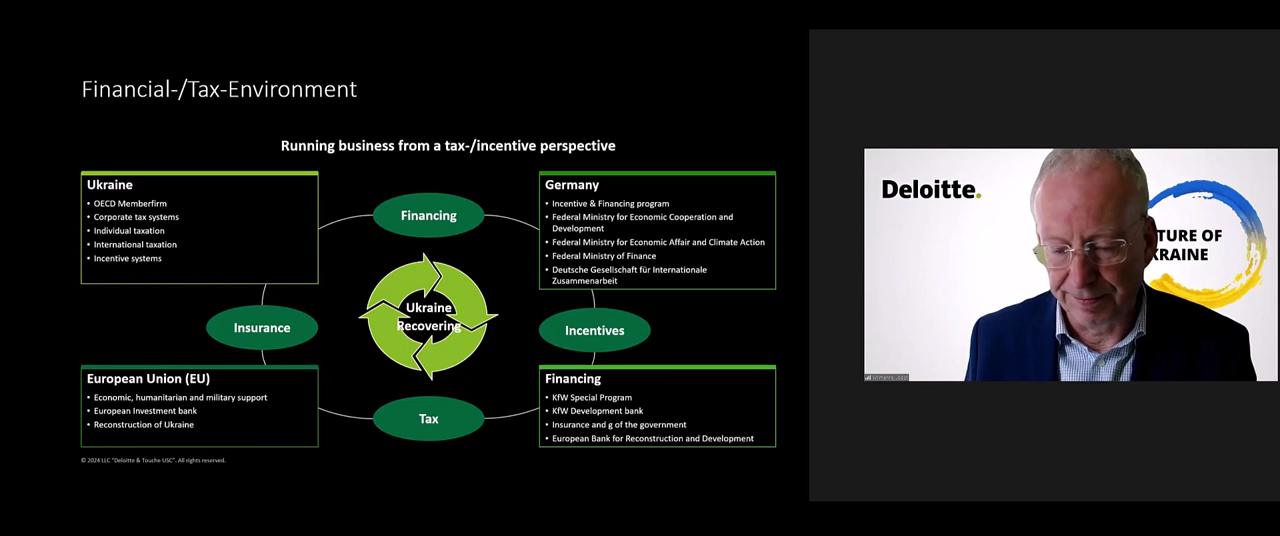 Financial-/Tax-Environment
Running business from a tax-/incentive perspective
Ukraine
• OECD Memberfirm
• Corporate tax systems
• Individual taxation
• International taxation
• Incentive systems
Financing
Germany
• Incentive & Financing program
• Federal Ministry for Economic Cooperation and
Development
• Federal Ministry for Economic Affair and Climate Action
• Federal Ministry of Finance
• Deutsche Gesellschaft für Internationale
Zusammenarbeit
Insurance
Ukraine
Recovering
Incentives
European Union (EU)
• Economic, humanitarian and military support
• European Investment bank
• Reconstruction of Ukraine
Tax
Financing
• KfW Special Program
• KfW Development bank
• Insurance and g of the government
• European Bank for Reconstruction and Development
© 2024 LLC "Deloitte & Touche USC". All rights reserved.
Deloitte.
TURE OF
KRAINE